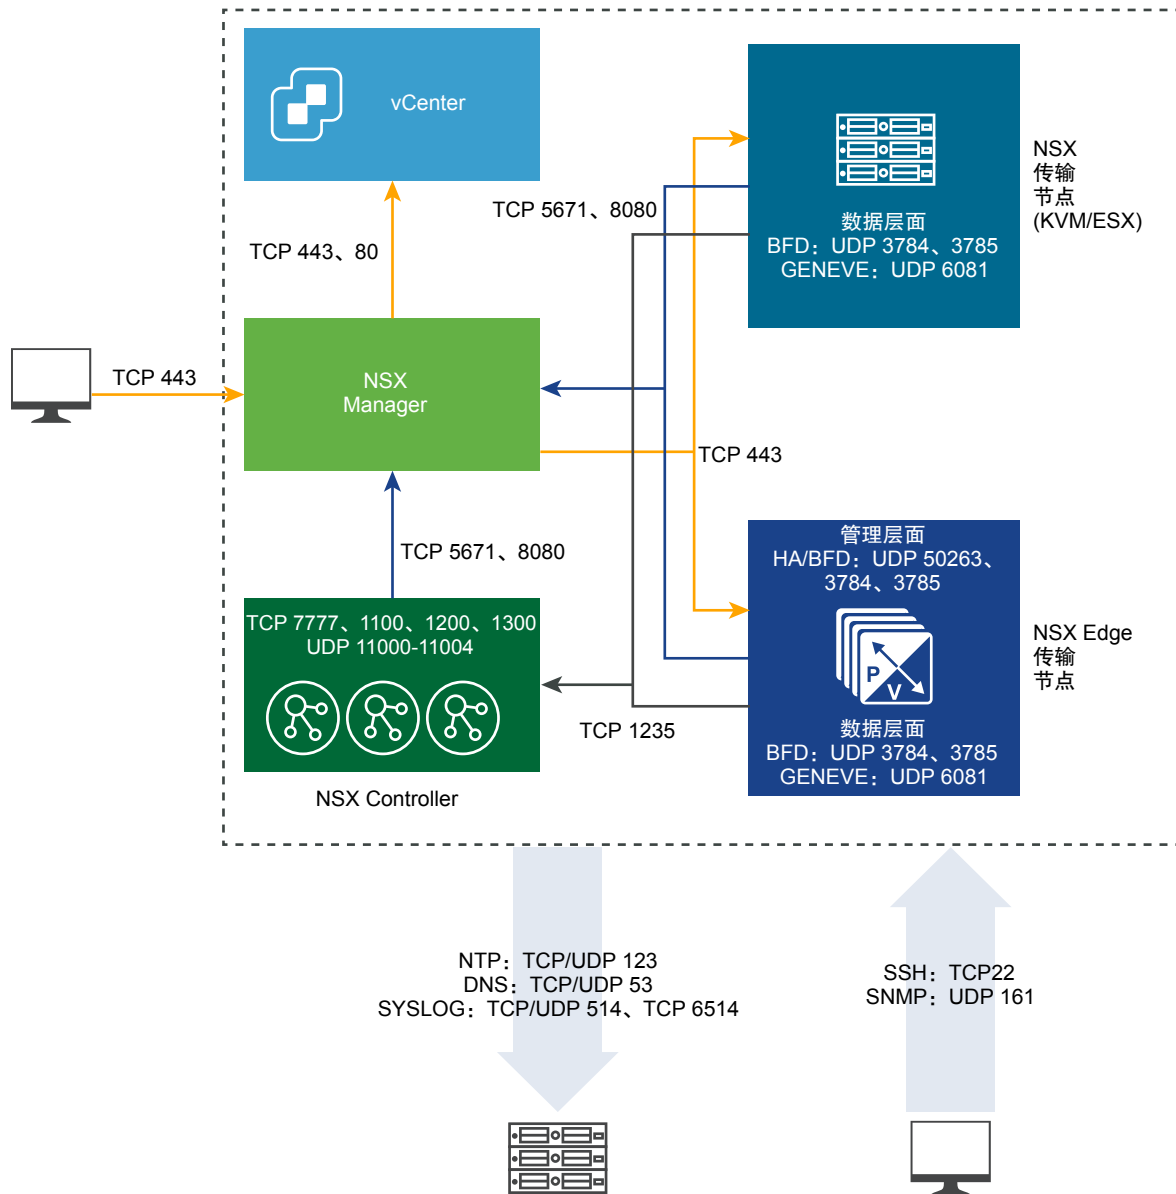 vCenter
NSX
传输
节点
(KVM/ESX)
TCP 5671、8080
数据层面
BFD：UDP 3784、3785
GENEVE：UDP 6081
TCP 443、80
TCP 443
NSX
Manager
TCP 443
TCP 5671、8080
管理层面
HA/BFD：UDP 50263、
3784、3785
TCP 7777、1100、1200、1300
UDP 11000-11004
NSX Edge
传输
节点
P
V
TCP 1235
数据层面
BFD：UDP 3784、3785
GENEVE：UDP 6081
NSX Controller
NTP：TCP/UDP 123
DNS：TCP/UDP 53
SYSLOG：TCP/UDP 514、TCP 6514
SSH：TCP22
SNMP：UDP 161